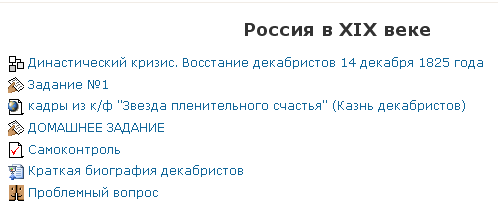 Россия в XIX веке
Династический кризис. Восстание декабристов 14 декабря 1825 года
Задание №1
кадры из к/ф "Звезда пленительного счастья" (Казнь декабристов)
ДОМАШНЕЕ ЗАДАНИЕ
Самоконтроль
Краткая биография декабристов
Проблемный вопрос